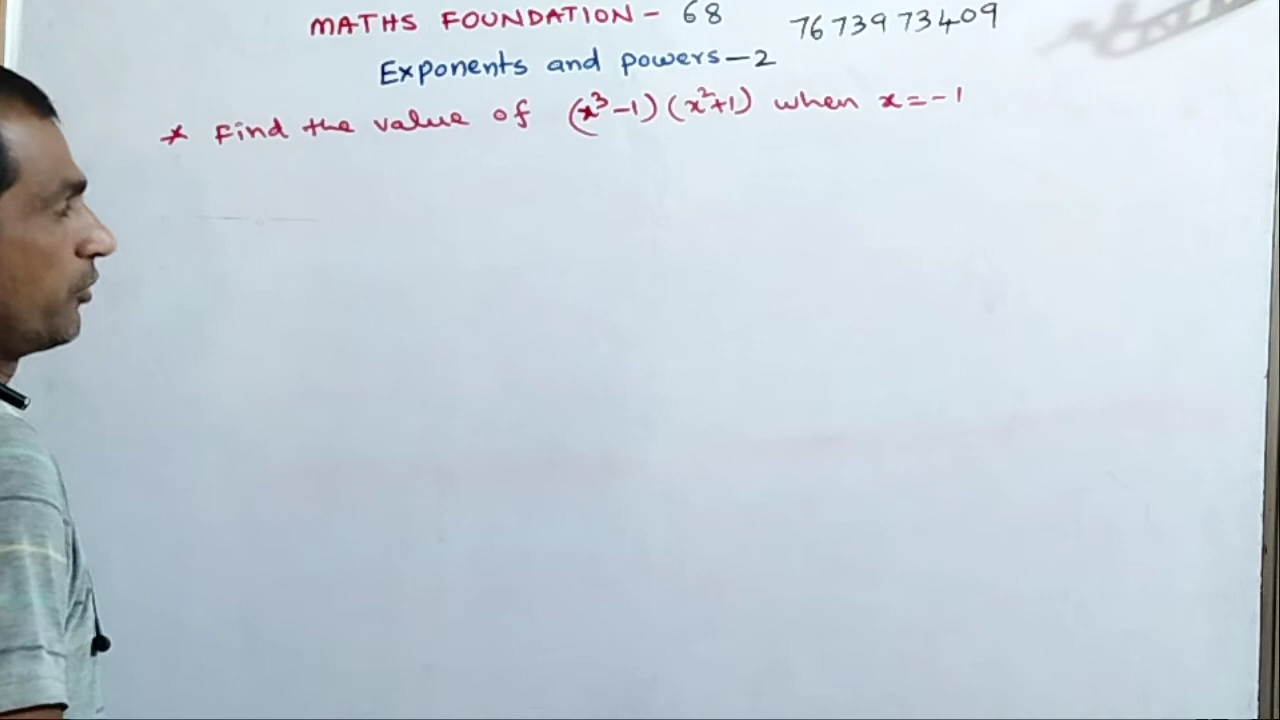 MATHS FOUNDATION - 68 7673973409
Exponents and powers-2
* Find the value of (x³-1)(x²+1) when x=-1